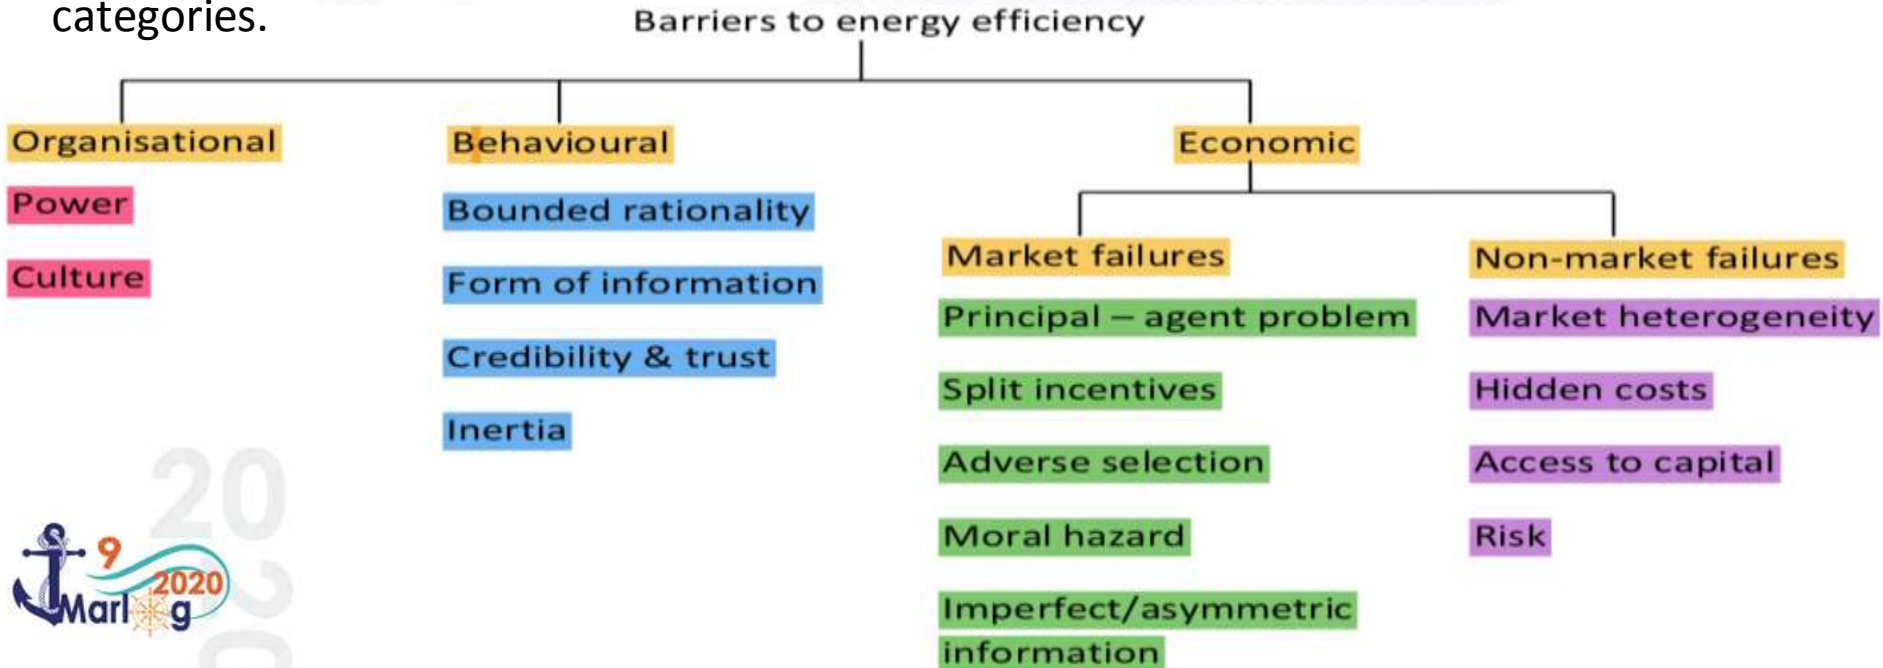 categories.
Barriers to energy efficiency
Organisational
Power
Culture
Behavioural
Bounded rationality
Form of information
Credibility & trust
Inertia
Economic
Market failures
Principal – agent problem
Split incentives
Adverse selection
Moral hazard
Imperfect/asymmetric
information
Non-market failures
Market heterogeneity
Hidden costs
Access to capital
Risk
20
20
9
2020
Marlog